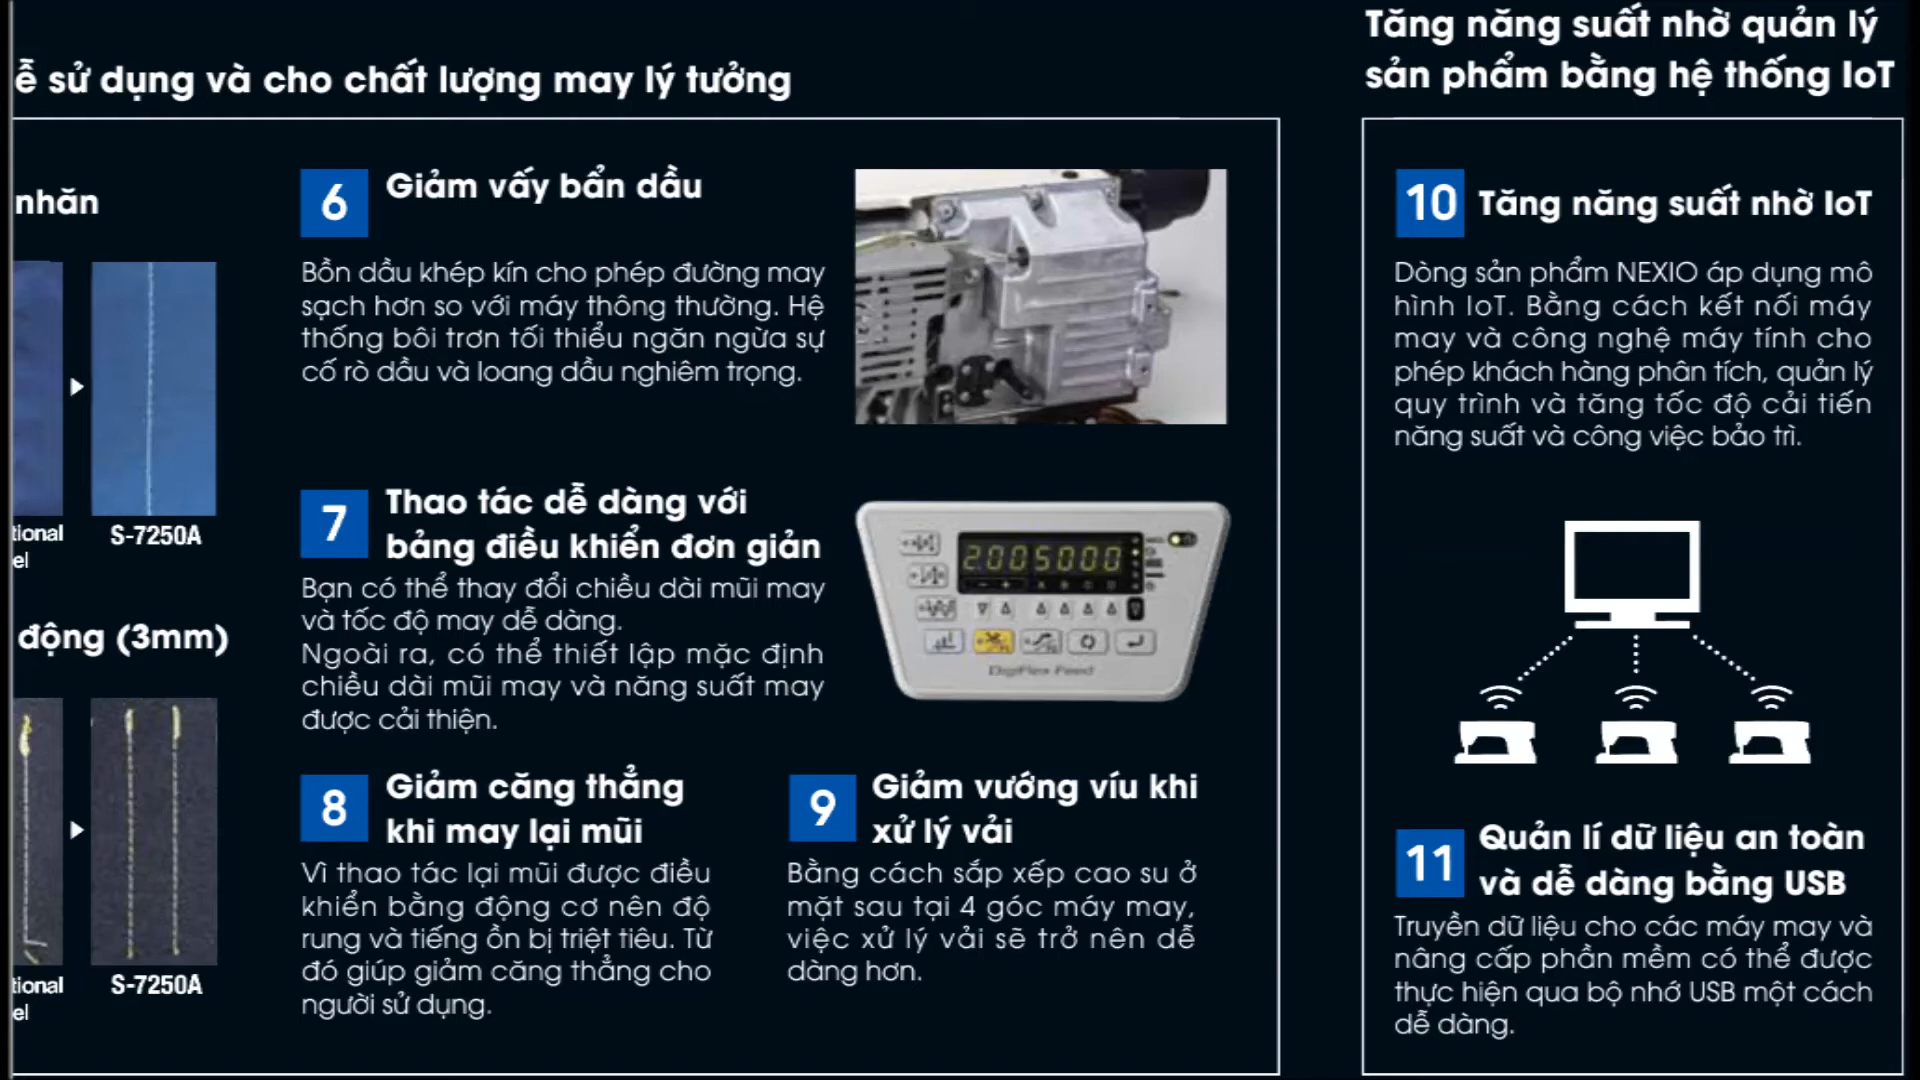 sử dụng và cho chất lượng may lý tưởng
nhăn
S-7250A
động (3mm)
S-7250A
6 Giảm vấy bẩn dầu
Bồn dầu khép kín cho phép đường may
sạch hơn so với máy thông thường. Hệ
thống bôi trơn tối thiểu ngăn ngừa sự
cố rò dầu và loang dầu nghiêm trọng.
7 Thao tác dễ dàng với
bảng điều khiển đơn giản
Bạn có thể thay đổi chiều dài mũi may
và tốc độ may dễ dàng.
Ngoài ra, có thể thiết lập mặc định
chiều dài mũi may và năng suất may
được cải thiện.
2.005000
DigiFlex Feed
8 Giảm căng thẳng
khi may lại mũi
Vì thao tác lại mũi được điều
khiển bằng động cơ nên độ
rung và tiếng ồn bị triệt tiêu. Từ
đó giúp giảm căng thẳng cho
người sử dụng.
9 Giảm vướng víu khi
xử lý vải
Bằng cách sắp xếp cao su ở
mặt sau tại 4 góc máy may,
việc xử lý vải sẽ trở nên dễ
dàng hơn.
Tăng năng suất nhờ quản lý
sản phẩm bằng hệ thống IoT
10 Tăng năng suất nhờ IoT
Dòng sản phẩm NEXIO áp dụng mô
hình IoT. Bằng cách kết nối máy
may và công nghệ máy tính cho
phép khách hàng phân tích, quản lý
quy trình và tăng tốc độ cải tiến
năng suất và công việc bảo trì.
11 Quản lí dữ liệu an toàn
và dễ dàng bằng USB
Truyền dữ liệu cho các máy may và
nâng cấp phần mềm có thể được
thực hiện qua bộ nhớ USB một cách
dễ dàng.